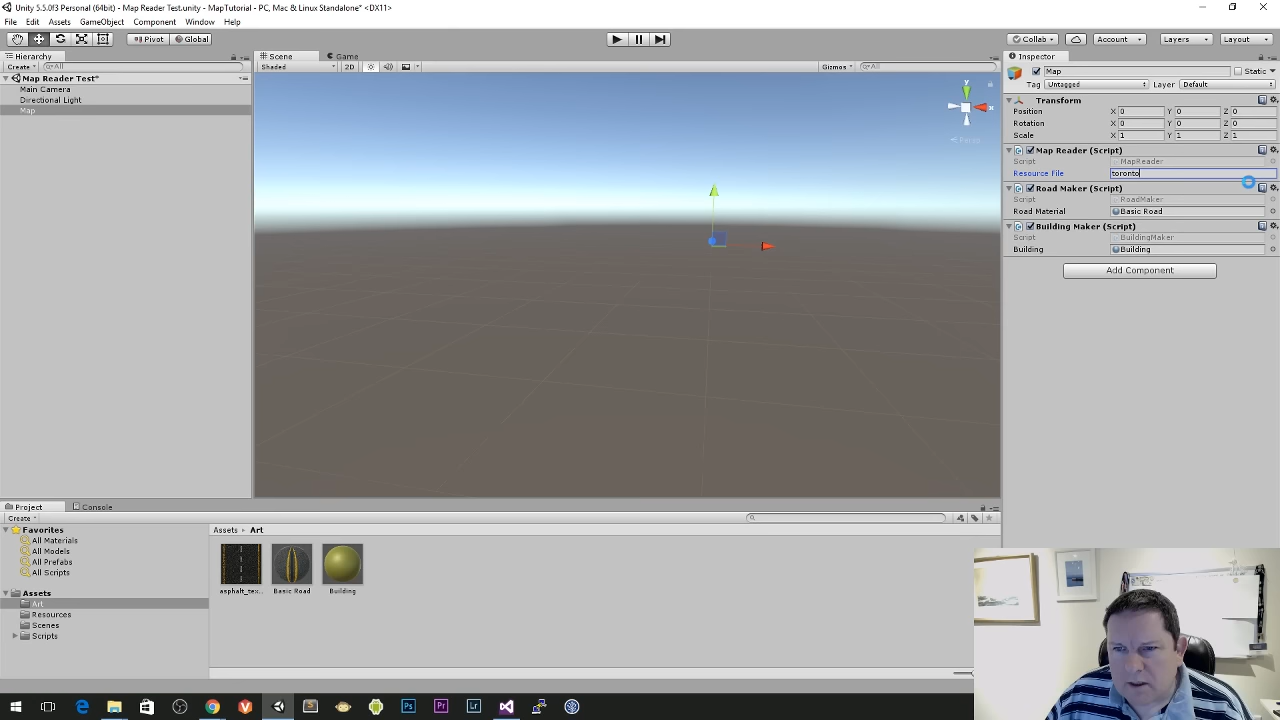 Unity 5.5.0f3 Personal (64bit) - Map Reader Test.unity - MapTutorial - PC, Mac & Linux Standalone* <DX11>
File Edit Assets GameObject Component Window Help
Pivot Global Collab Account Layers Layout
Hierarchy Scene Game Inspector
Create All Shaded 2D Gizmos All Map Static
Map Reader Test*
Main Camera
Directional Light
Map
Tag Untagged Layer Default
Transform
Position X 0 Y 0 Z 0
Rotation X 0 Y 0 Z 0
Scale X 1 Y 1 Z 1
Map Reader (Script)
Script MapReader
Resource File toronto
Road Maker (Script)
Script RoadMaker
Road Material Basic Road
Building Maker (Script)
Script BuildingMaker
Building Building
Add Component
y
x
Persp
Project Console
Create
Favorites
All Materials
All Models
All Prefabs
All Scripts
Assets
Art
Resources
Scenes
Scripts
Assets Art
asphalt_tex... Basic Road Building
Ps Pr Lr